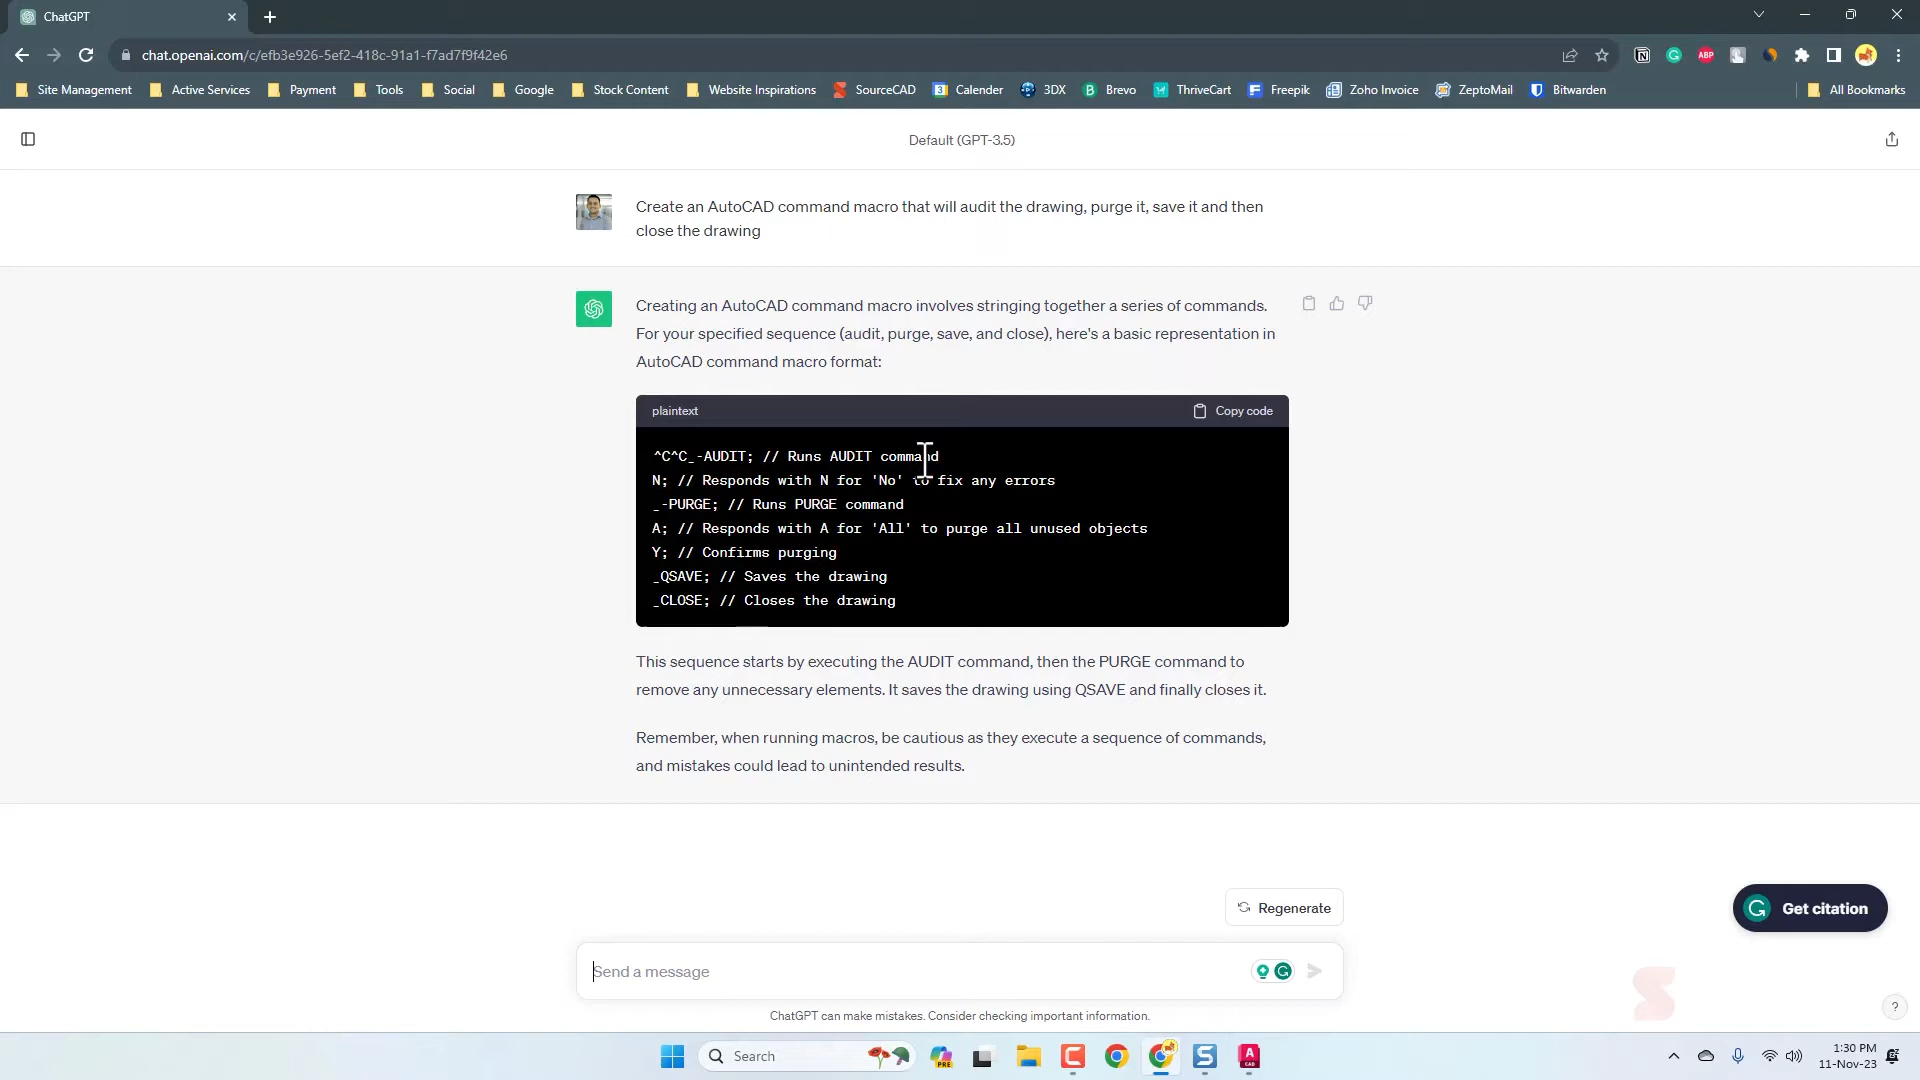 ChatGPT
chat.openai.com/c/efb3e926-5ef2-418c-91a1-f7ad7f9f42e6
Site Management Active Services Payment Tools Social Google Stock Content Website Inspirations SourceCAD Calender 3DX Brevo ThriveCart Freepik Zoho Invoice ZeptoMail Bitwarden All Bookmarks
Default (GPT-3.5)
Create an AutoCAD command macro that will audit the drawing, purge it, save it and then
close the drawing
Creating an AutoCAD command macro involves stringing together a series of commands.
For your specified sequence (audit, purge, save, and close), here's a basic representation in
AutoCAD command macro format:
plaintext Copy code
^C^C_-AUDIT; // Runs AUDIT command
N; // Responds with N for 'No' to fix any errors
_-PURGE; // Runs PURGE command
A; // Responds with A for 'All' to purge all unused objects
Y; // Confirms purging
_QSAVE; // Saves the drawing
_CLOSE; // Closes the drawing
This sequence starts by executing the AUDIT command, then the PURGE command to
remove any unnecessary elements. It saves the drawing using QSAVE and finally closes it.
Remember, when running macros, be cautious as they execute a sequence of commands,
and mistakes could lead to unintended results.
Regenerate
Get citation
Send a message
ChatGPT can make mistakes. Consider checking important information.
?
Search
1:30 PM
11-Nov-23